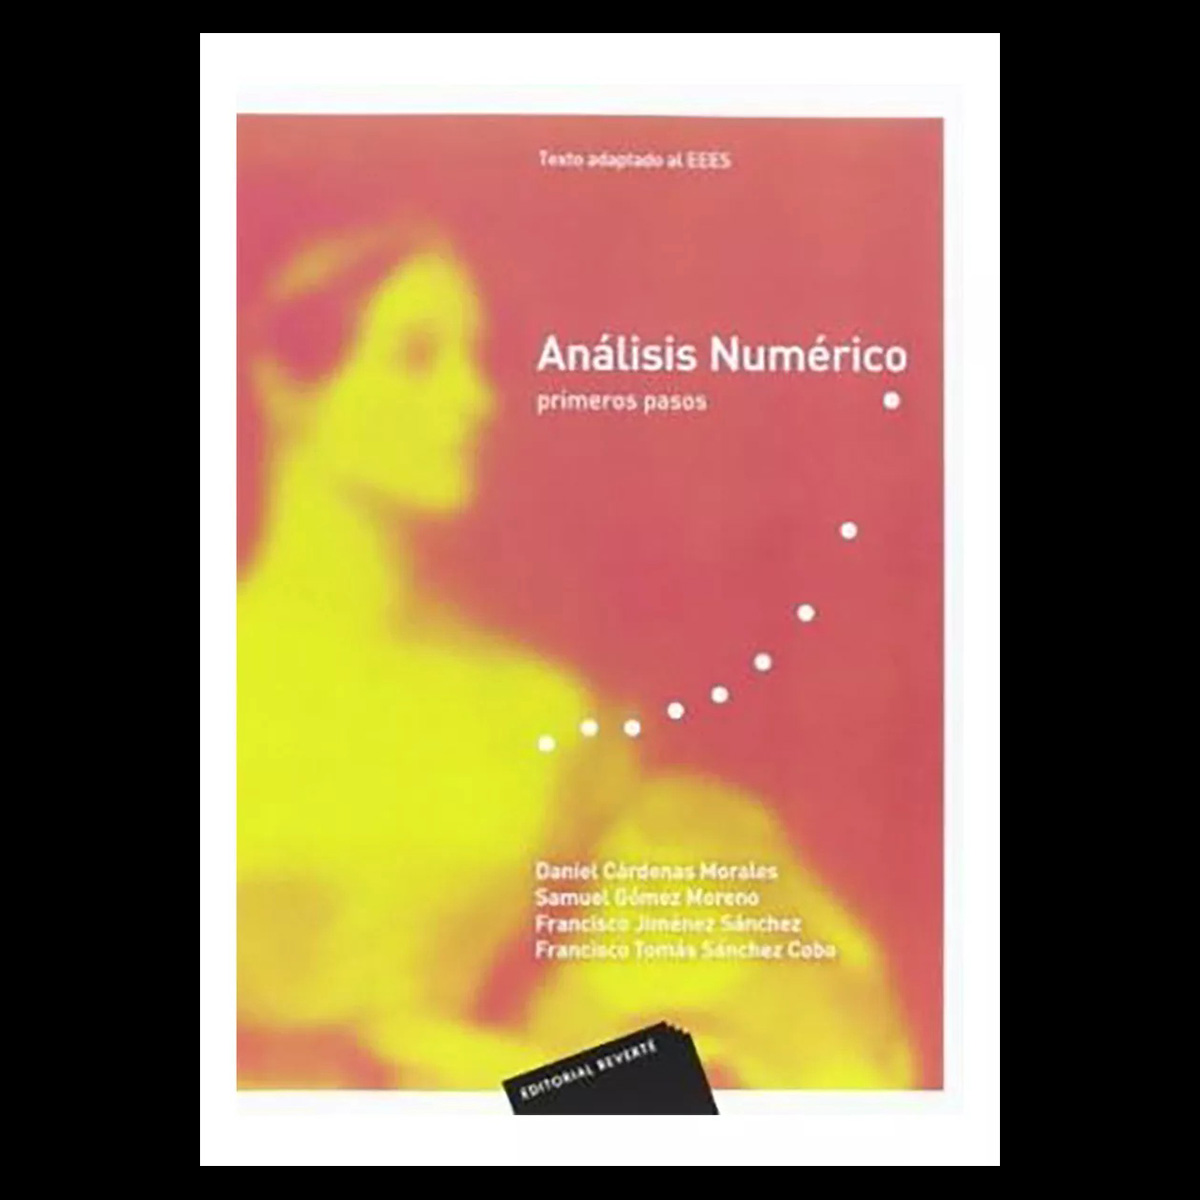 Texto adaptado al EEES
Análisis Numérico
primeros pasos
Daniel Cárdenas Morales
Samuel Gómez Moreno
Francisco Jiménez Sánchez
Francisco Tomás Sánchez Cobo
EDITORIAL REVERTÉ